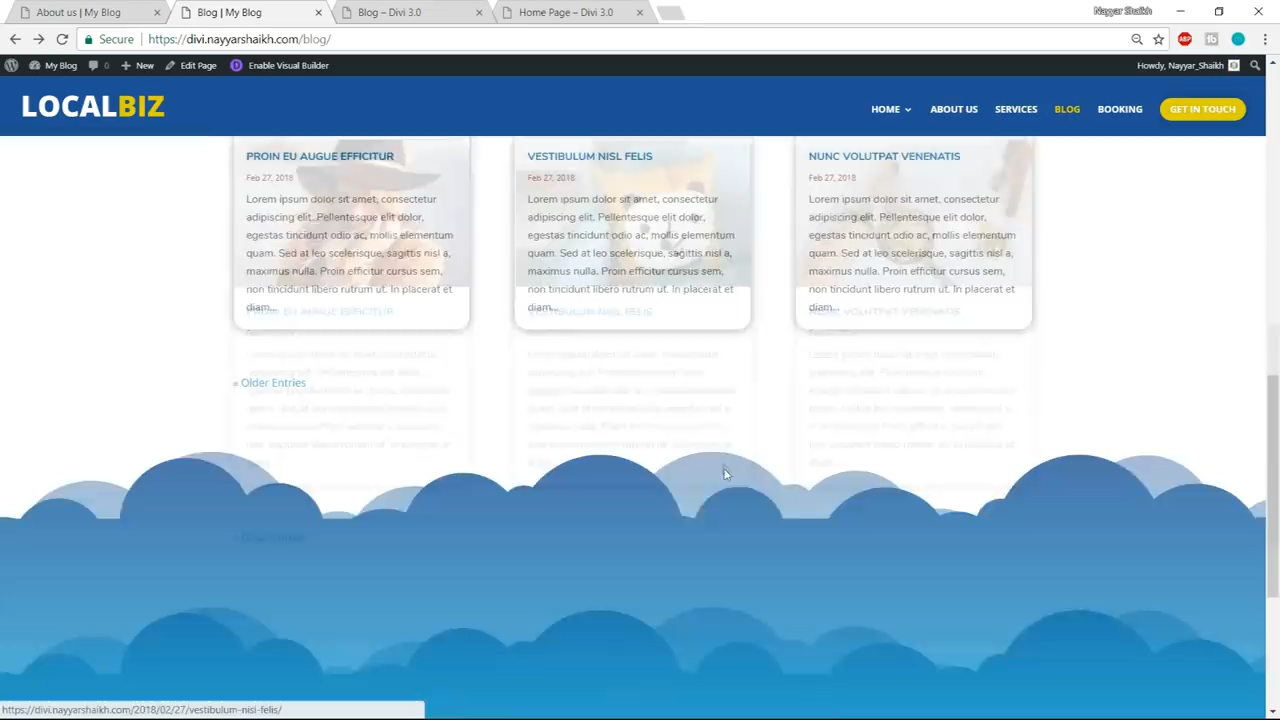 About us | My Blog
Blog | My Blog
Blog – Divi 3.0
Home Page – Divi 3.0
Nayyar Shaikh
Secure
https://divi.nayyarshaikh.com/blog/
ABP
My Blog
0
New
Edit Page
D
Enable Visual Builder
Howdy, Nayyar_Shaikh
LOCALBIZ
HOME
ABOUT US
SERVICES
BLOG
BOOKING
GET IN TOUCH
PROIN EU AUGUE EFFICITUR
Feb 27, 2018
Lorem ipsum dolor sit amet, consectetur
adipiscing elit. Pellentesque elit dolor,
egestas tincidunt odio ac, mollis elementum
quam. Sed at leo scelerisque, sagittis nisl a,
maximus nulla. Proin efficitur cursus sem,
non tincidunt libero rutrum ut. In placerat et
diam...
VESTIBULUM NISL FELIS
Feb 27, 2018
Lorem ipsum dolor sit amet, consectetur
adipiscing elit. Pellentesque elit dolor,
egestas tincidunt odio ac, mollis elementum
quam. Sed at leo scelerisque, sagittis nisl a,
maximus nulla. Proin efficitur cursus sem,
non tincidunt libero rutrum ut. In placerat et
diam...
NUNC VOLUTPAT VENENATIS
Feb 27, 2018
Lorem ipsum dolor sit amet, consectetur
adipiscing elit. Pellentesque elit dolor,
egestas tincidunt odio ac, mollis elementum
quam. Sed at leo scelerisque, sagittis nisl a,
maximus nulla. Proin efficitur cursus sem,
non tincidunt libero rutrum ut. In placerat et
diam...
« Older Entries
https://divi.nayyarshaikh.com/2018/02/27/vestibulum-nisi-felis/